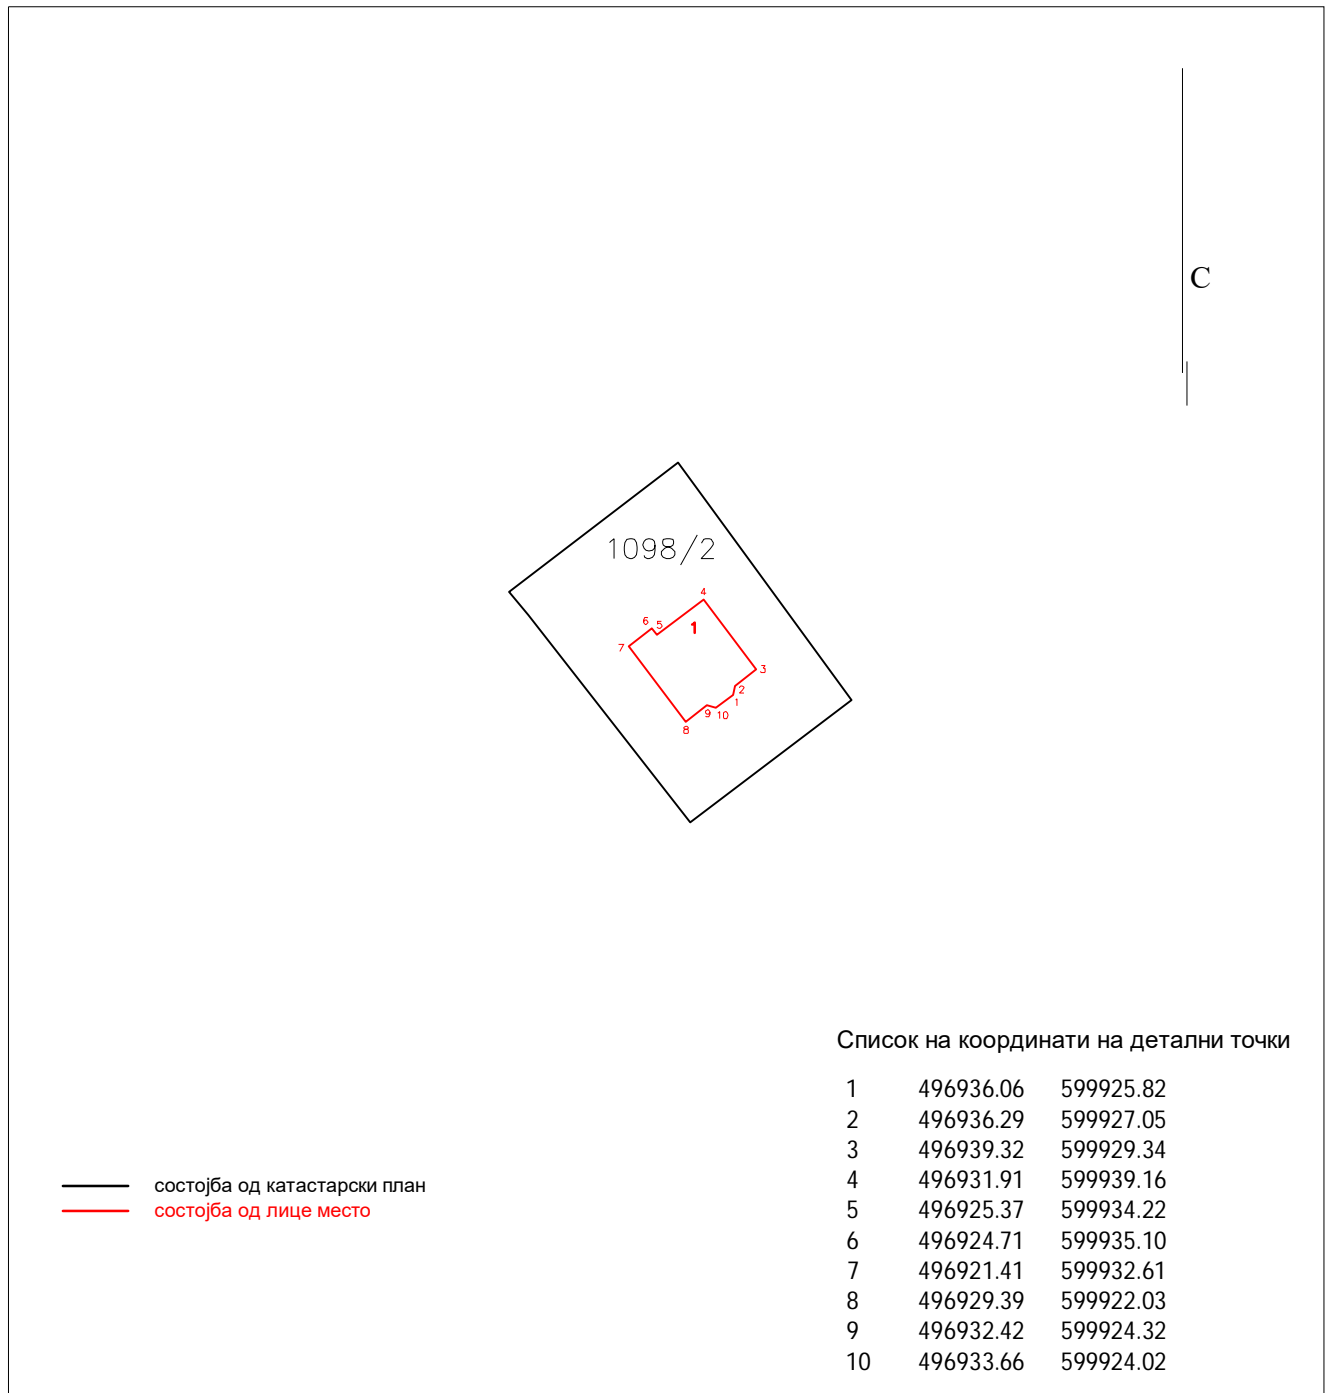 С
1098/2
4
6
5
1
7
3
2
1
9
10
8
Список на координати на детални точки
1 496936.06 599925.82
2 496936.29 599927.05
3 496939.32 599929.34
4 496931.91 599939.16
5 496925.37 599934.22
6 496924.71 599935.10
7 496921.41 599932.61
8 496929.39 599922.03
9 496932.42 599924.32
10 496933.66 599924.02
состојба од катастарски план
состојба од лице место